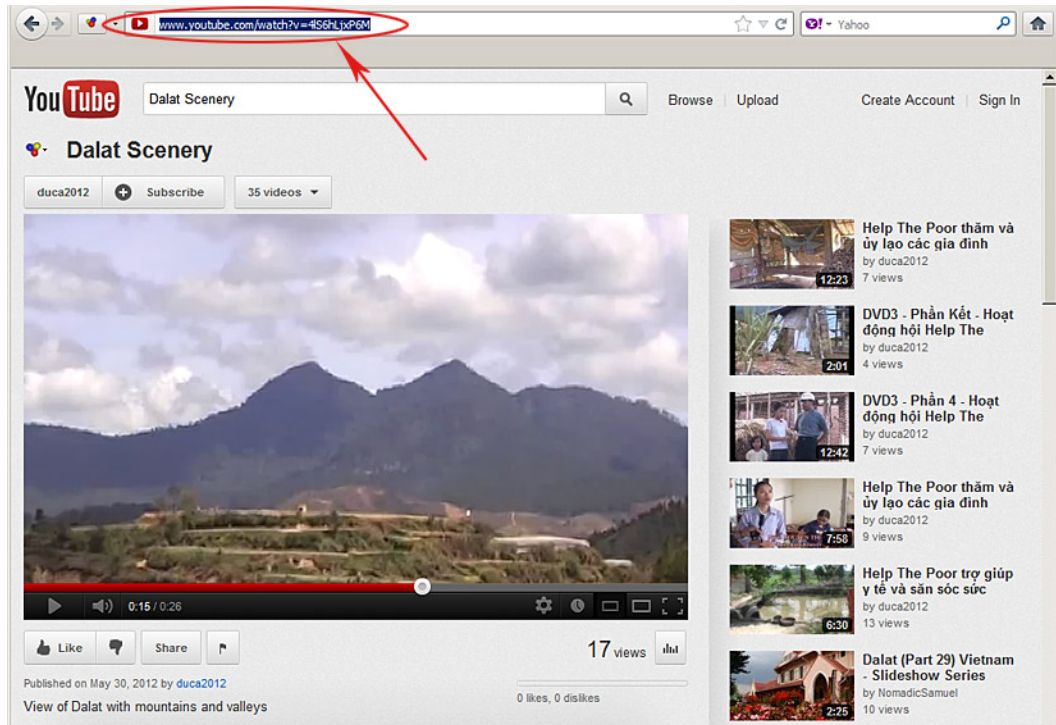 www.youtube.com/watch?v=4lS6hLjxP6M
Yahoo
YouTube
Dalat Scenery
Browse
Upload
Create Account
Sign In
Dalat Scenery
duca2012
Subscribe
35 videos
Help The Poor thăm và
ủy lạo các gia đình
by duca2012
7 views
12:23
DVD3 - Phần Kết - Hoạt
động hội Help The
by duca2012
4 views
2:01
DVD3 - Phần 4 - Hoạt
động hội Help The
by duca2012
7 views
12:42
Help The Poor thăm và
ủy lạo các gia đình
by duca2012
9 views
7:58
Help The Poor trợ giúp
y tế và săn sóc sức
by duca2012
13 views
6:30
Dalat (Part 29) Vietnam
- Slideshow Series
by NomadicSamuel
10 views
2:25
0:15 / 0:26
Like
Share
17 views
Published on May 30, 2012 by duca2012
0 likes, 0 dislikes
View of Dalat with mountains and valleys